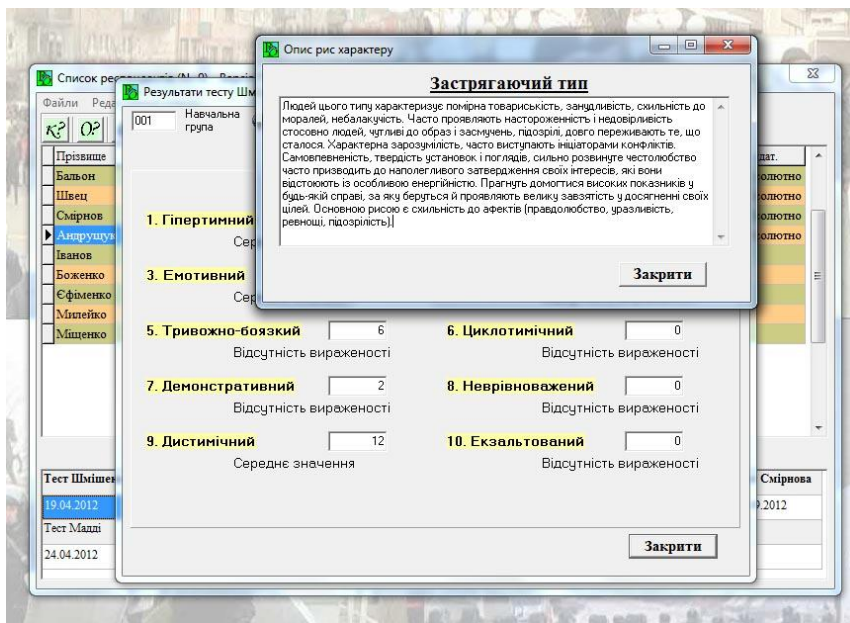 Опис рис характеру
Застрягаючий тип
Людей цього типу характеризує помірна товариськість, занудливість, схильність до
моралей, небалакучість. Часто проявляють настороженність і недовірливість
стосовно людей, чутливі до образ і засмучень, підозрілі, довго переживають те, що
сталося. Характерна зарозумілість, часто виступають ініціаторами конфліктів.
Самовпевненість, твердість установок і поглядів, сильно розвинуте честолюбство
часто призводить до наполегливого затвердження своїх інтересів, які вони
відстоюють із особливою енергійністю. Прагнуть домогтися високих показників у
будь-якій справі, за яку беруться й проявляють велику завзятість у досягненні своїх
цілей. Основною рисою є схильність до афектів (правдолюбство, уразливість,
ревнощі, підозрілість).
Закрити
Список
Файли
Результати тесту
001 Навчальна
група
К? О?
Прізвище
Бальон
Швец
Смірнов
Андрущук
Іванов
Боженко
Єфіменко
Милейко
Міщенко
1. Гіпертимний
3. Емотивний
5. Тривожно-боязкий 6 6. Циклотимічний 0
Відсутність вираженості Відсутність вираженості
7. Демонстративний 2 8. Неврівноважений 0
Відсутність вираженості Відсутність вираженості
9. Дистимічний 12 10. Екзальтований 0
Середнє значення Відсутність вираженості
Закрити
Тест Смірнова
19.04.2012
Тест Мадді
24.04.2012